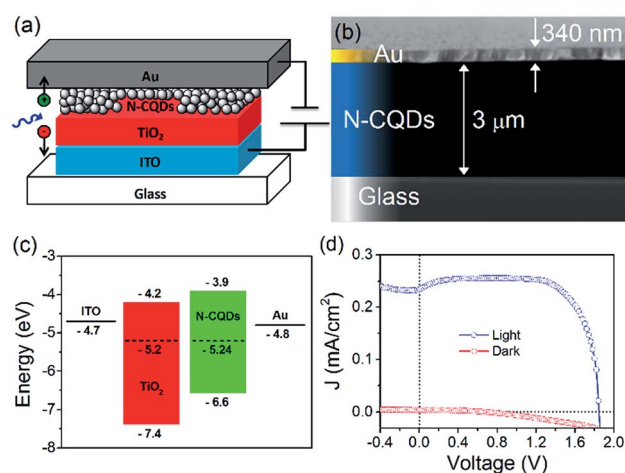 (a)
Au
N-CQDs
TiO₂
ITO
Glass
+
-
(b)
340 nm
Au
N-CQDs
3 µm
Glass
(c)
Energy (eV)
-3
-4
-5
-6
-7
-8
ITO
- 4.7
- 4.2
- 5.2
TiO₂
- 7.4
- 3.9
N-CQDs
- 5.24
- 6.6
Au
- 4.8
(d)
J (mA/cm²)
0.3
0.2
0.1
0.0
Light
Dark
-0.4 0.0 0.4 0.8 1.2 1.6 2.0
Voltage (V)